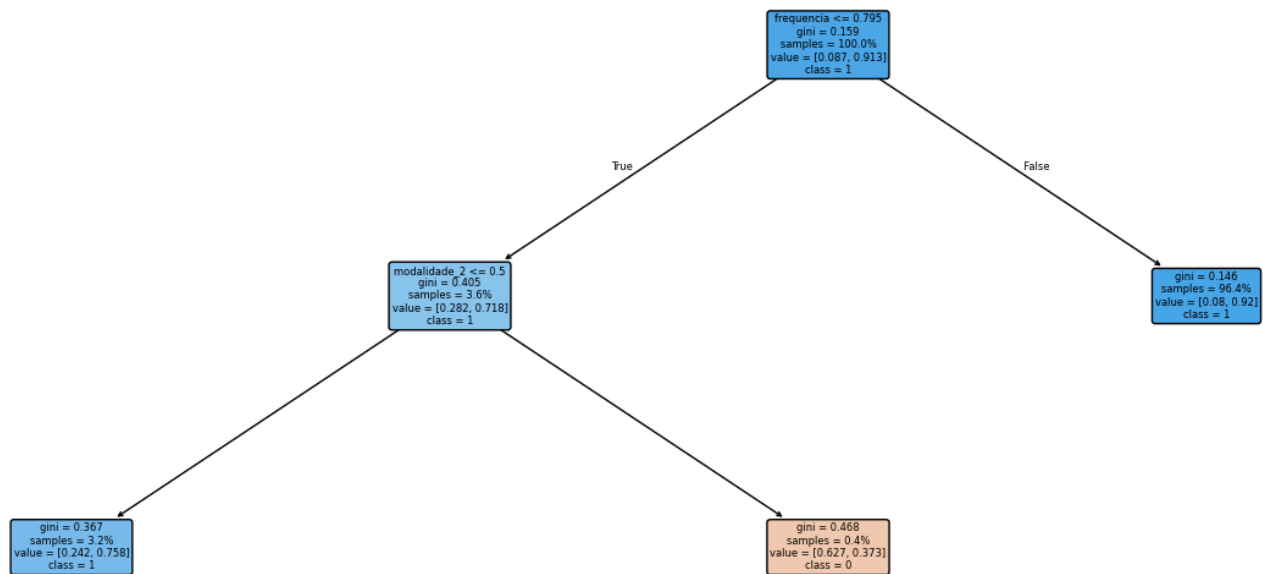 frequencia <= 0.795
gini = 0.159
samples = 100.0%
value = [0.087, 0.913]
class = 1
True
False
modalidade_2 <= 0.5
gini = 0.405
samples = 3.6%
value = [0.282, 0.718]
class = 1
gini = 0.146
samples = 96.4%
value = [0.08, 0.92]
class = 1
gini = 0.367
samples = 3.2%
value = [0.242, 0.758]
class = 1
gini = 0.468
samples = 0.4%
value = [0.627, 0.373]
class = 0